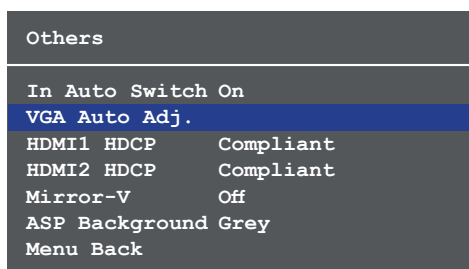 Others
In Auto Switch On
VGA Auto Adj.
HDMI1 HDCP Compliant
HDMI2 HDCP Compliant
Mirror-V Off
ASP Background Grey
Menu Back